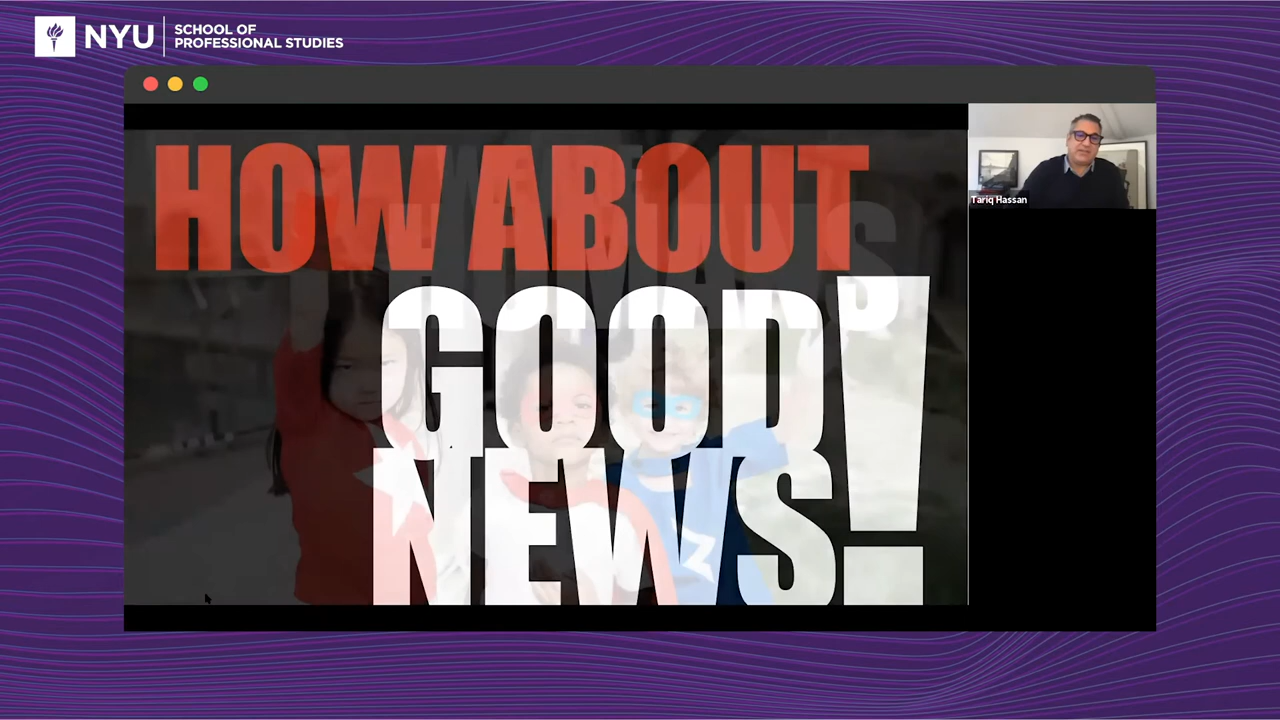 NYU
SCHOOL OF
PROFESSIONAL STUDIES
HOW ABOUT
GOOD
NEWS!
Tariq Hassan